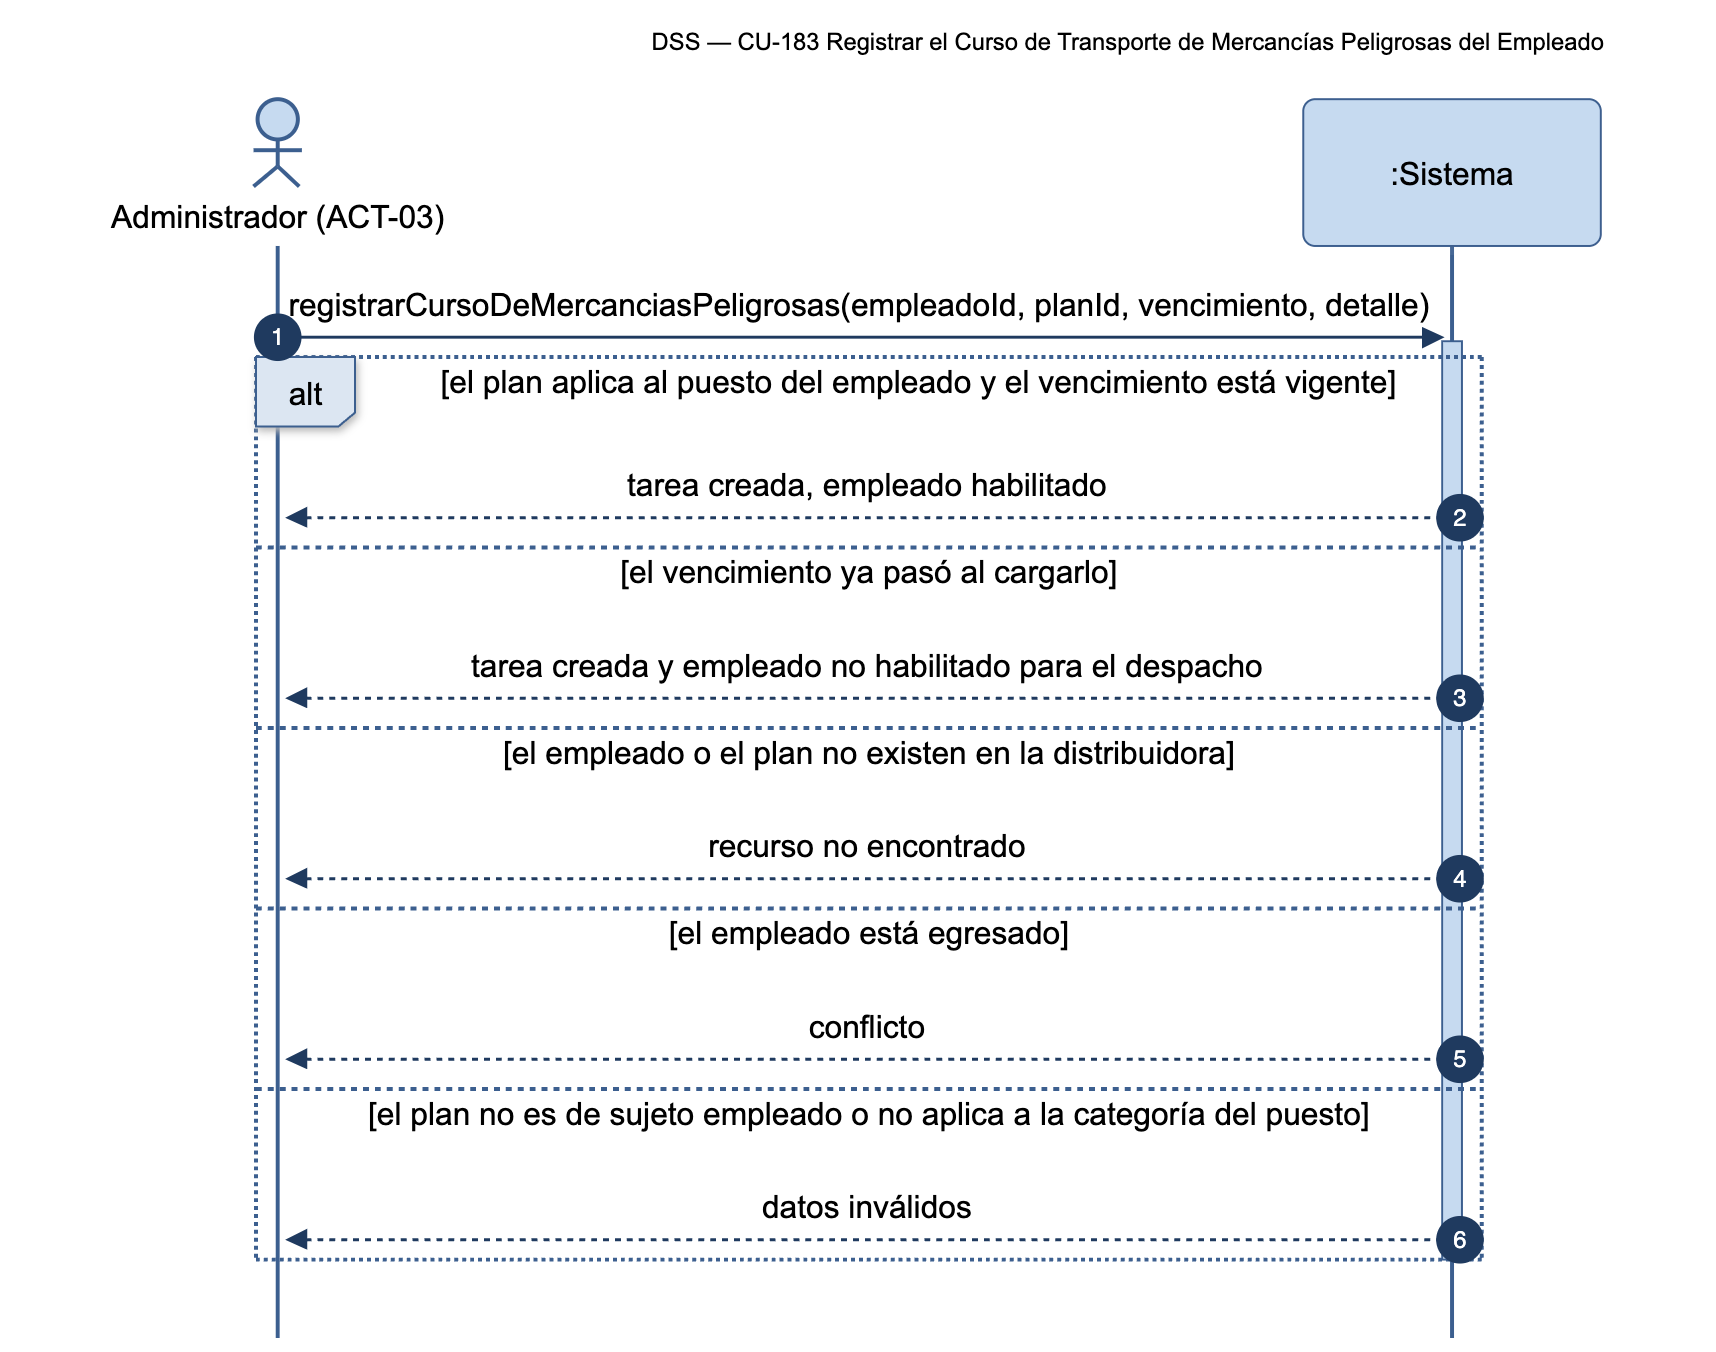 DSS — CU-183 Registrar el Curso de Transporte de Mercancías Peligrosas del Empleado
:Sistema
Administrador (ACT-03)
registrarCursoDeMercanciasPeligrosas(empleadoId, planId, vencimiento, detalle)
1
alt
[el plan aplica al puesto del empleado y el vencimiento está vigente]
tarea creada, empleado habilitado
2
[el vencimiento ya pasó al cargarlo]
tarea creada y empleado no habilitado para el despacho
3
[el empleado o el plan no existen en la distribuidora]
recurso no encontrado
4
[el empleado está egresado]
conflicto
5
[el plan no es de sujeto empleado o no aplica a la categoría del puesto]
datos inválidos
6